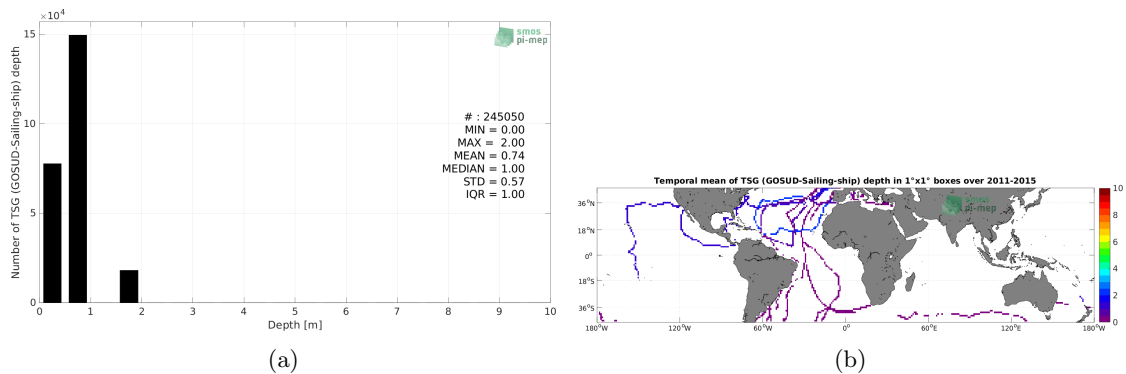 ×10⁴
15
10
5
0
Number of TSG (GOSUD-Sailing-ship) depth
smos
pi-mep
# : 245050
MIN = 0.00
MAX = 2.00
MEAN = 0.74
MEDIAN = 1.00
STD = 0.57
IQR = 1.00
0 1 2 3 4 5 6 7 8 9 10
Depth [m]
(a)
Temporal mean of TSG (GOSUD-Sailing-ship) depth in 1°x1° boxes over 2011-2015
smos
pi-mep
36°N
18°N
0°
18°S
36°S
180°W 120°W 60°W 0° 60°E 120°E 180°W
10
8
6
4
2
0
(b)